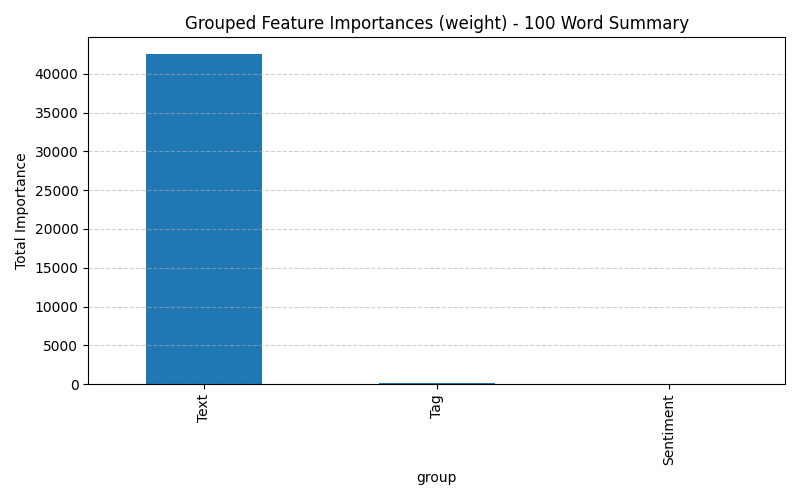 Grouped Feature Importances (weight) - 100 Word Summary
Total Importance
40000
35000
30000
25000
20000
15000
10000
5000
0
Text
Tag
Sentiment
group